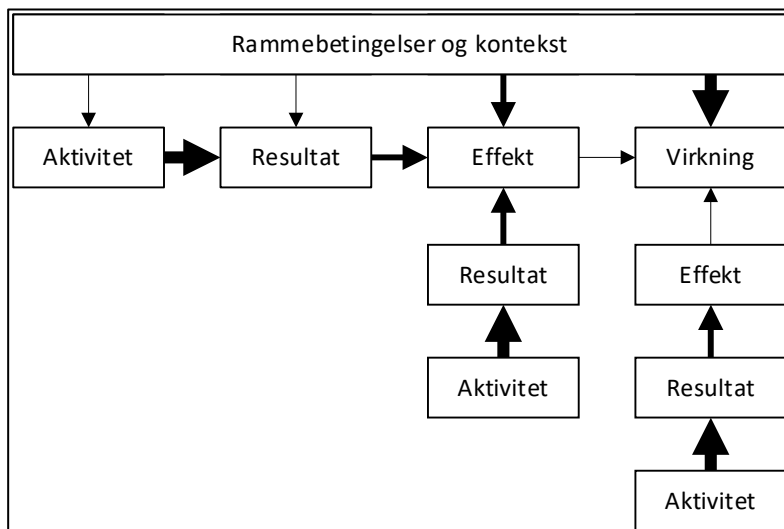 Rammebetingelser og kontekst
Aktivitet
Resultat
Effekt
Virkning
Resultat
Effekt
Aktivitet
Resultat
Aktivitet